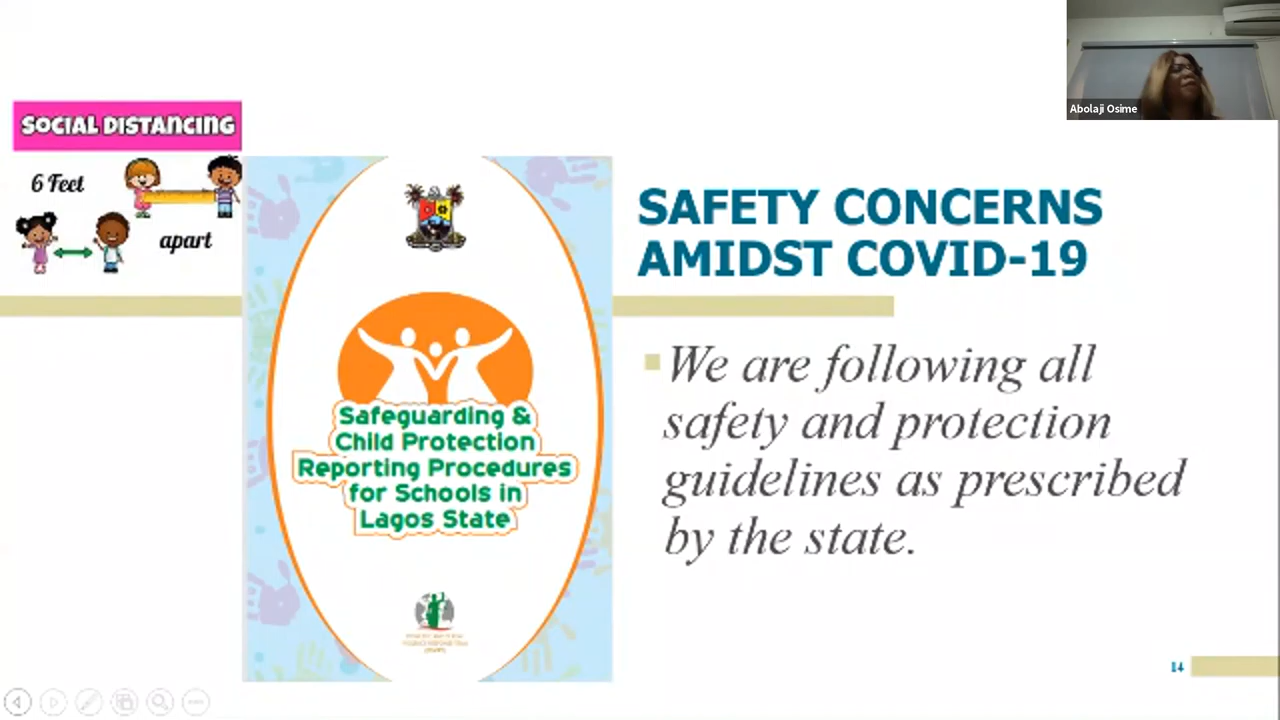 Abolaji Osime
SOCIAL DISTANCING
6 Feet
apart
Safeguarding &
Child Protection
Reporting Procedures
for Schools in
Lagos State
SAFETY CONCERNS
AMIDST COVID-19
We are following all
safety and protection
guidelines as prescribed
by the state.
14